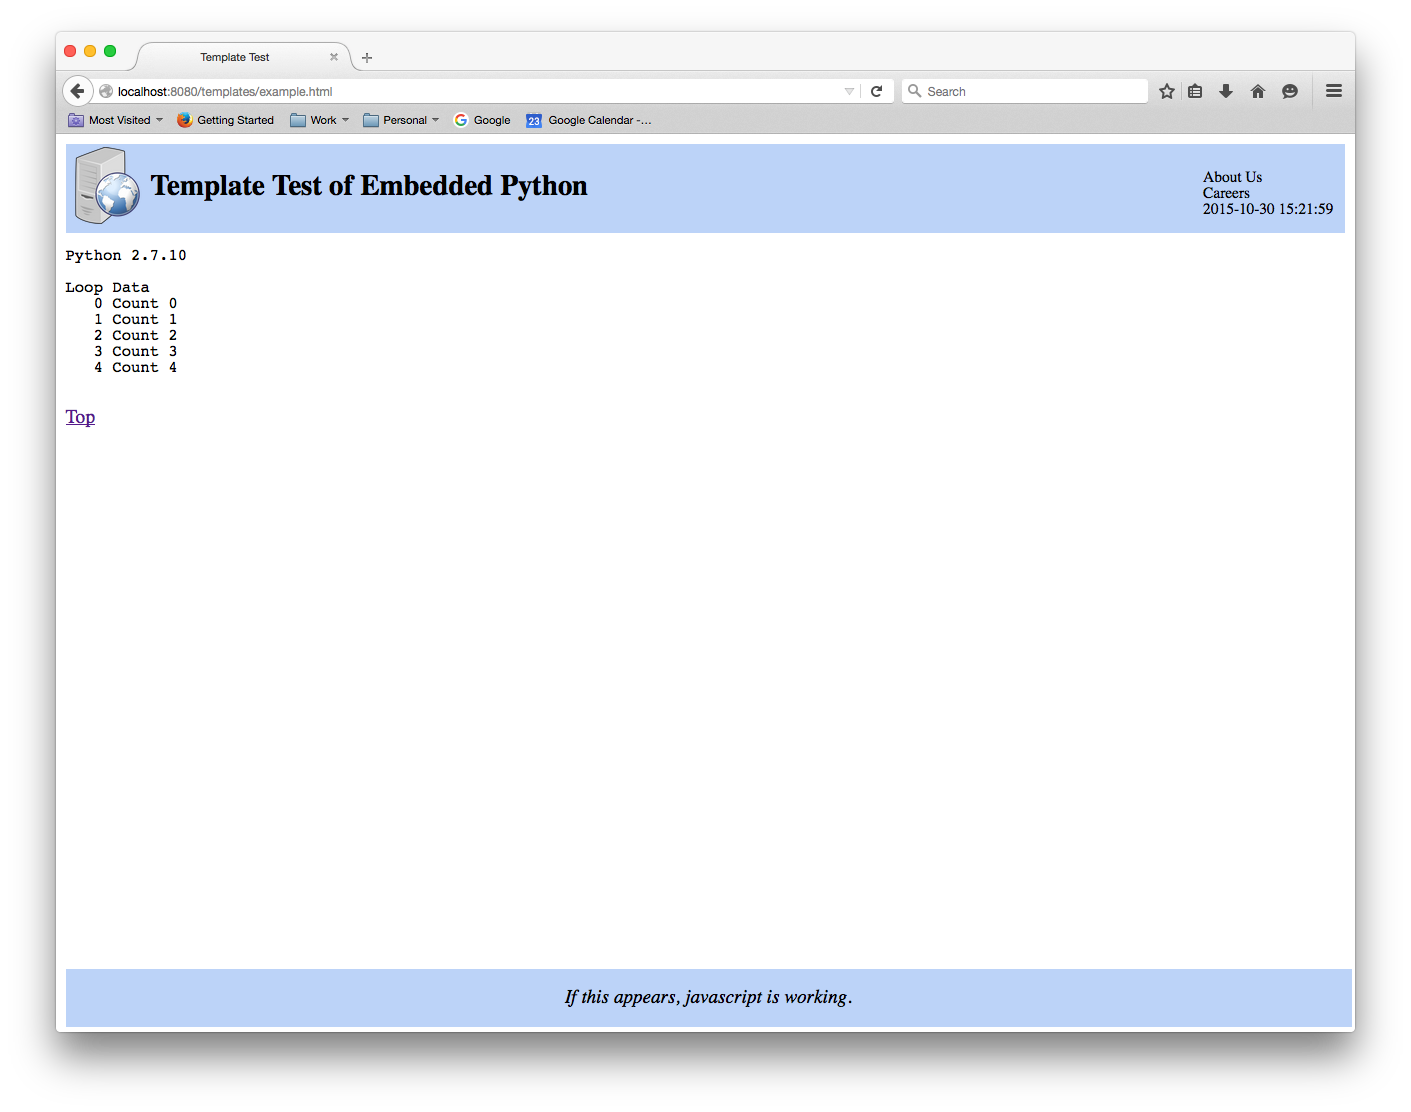 Template Test
localhost:8080/templates/example.html
Search
Most Visited
Getting Started
Work
Personal
Google
23
Google Calendar -...
Template Test of Embedded Python
About Us
Careers
2015-10-30 15:21:59
Python 2.7.10
Loop Data
0 Count 0
1 Count 1
2 Count 2
3 Count 3
4 Count 4
Top
If this appears, javascript is working.